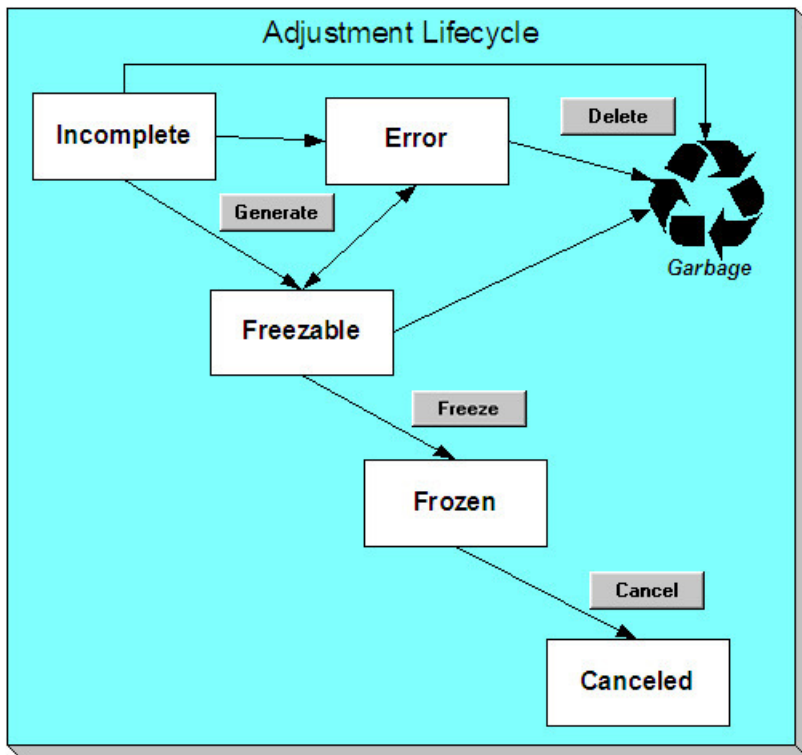 Adjustment Lifecycle
Incomplete
Error
Delete
Generate
Garbage
Freezable
Freeze
Frozen
Cancel
Canceled